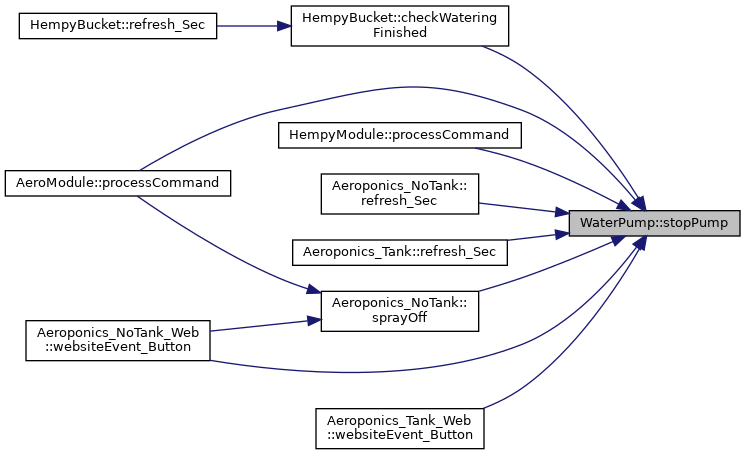 HempyBucket::refresh_Sec
HempyBucket::checkWatering
Finished
HempyModule::processCommand
AeroModule::processCommand
Aeroponics_NoTank::
refresh_Sec
WaterPump::stopPump
Aeroponics_Tank::refresh_Sec
Aeroponics_NoTank::
sprayOff
Aeroponics_NoTank_Web
::websiteEvent_Button
Aeroponics_Tank_Web
::websiteEvent_Button